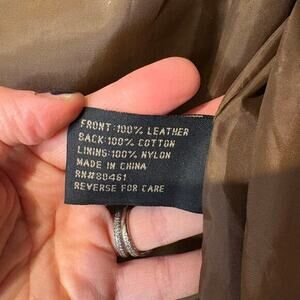 FRONT:100% LEATHER
BACK:100% COTTON
LINING:100% NYLON
MADE IN CHINA
RN#80461
REVERSE FOR CARE